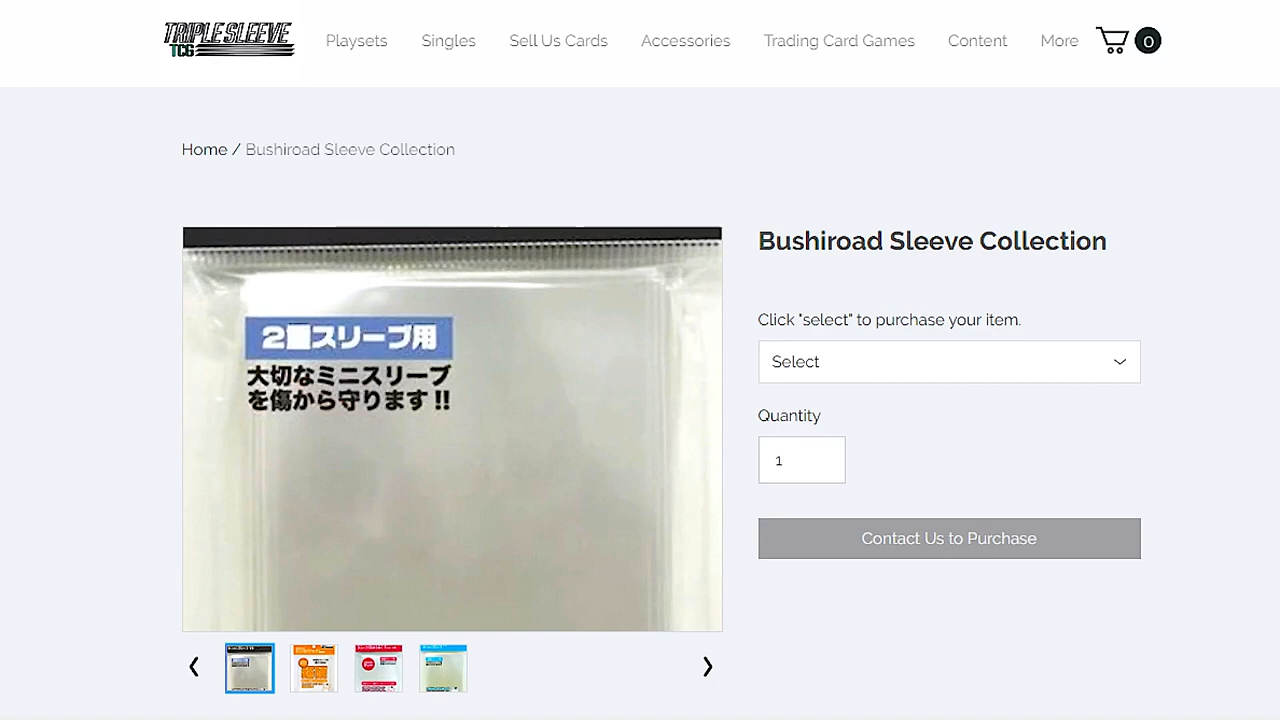 TRIPLE SLEEVE
TCG
Playsets
Singles
Sell Us Cards
Accessories
Trading Card Games
Content
More
0
Home / Bushiroad Sleeve Collection
Bushiroad Sleeve Collection
2重スリーブ用
大切なミニスリーブ
を傷から守ります!!
Click "select" to purchase your item.
Select
Quantity
1
Contact Us to Purchase